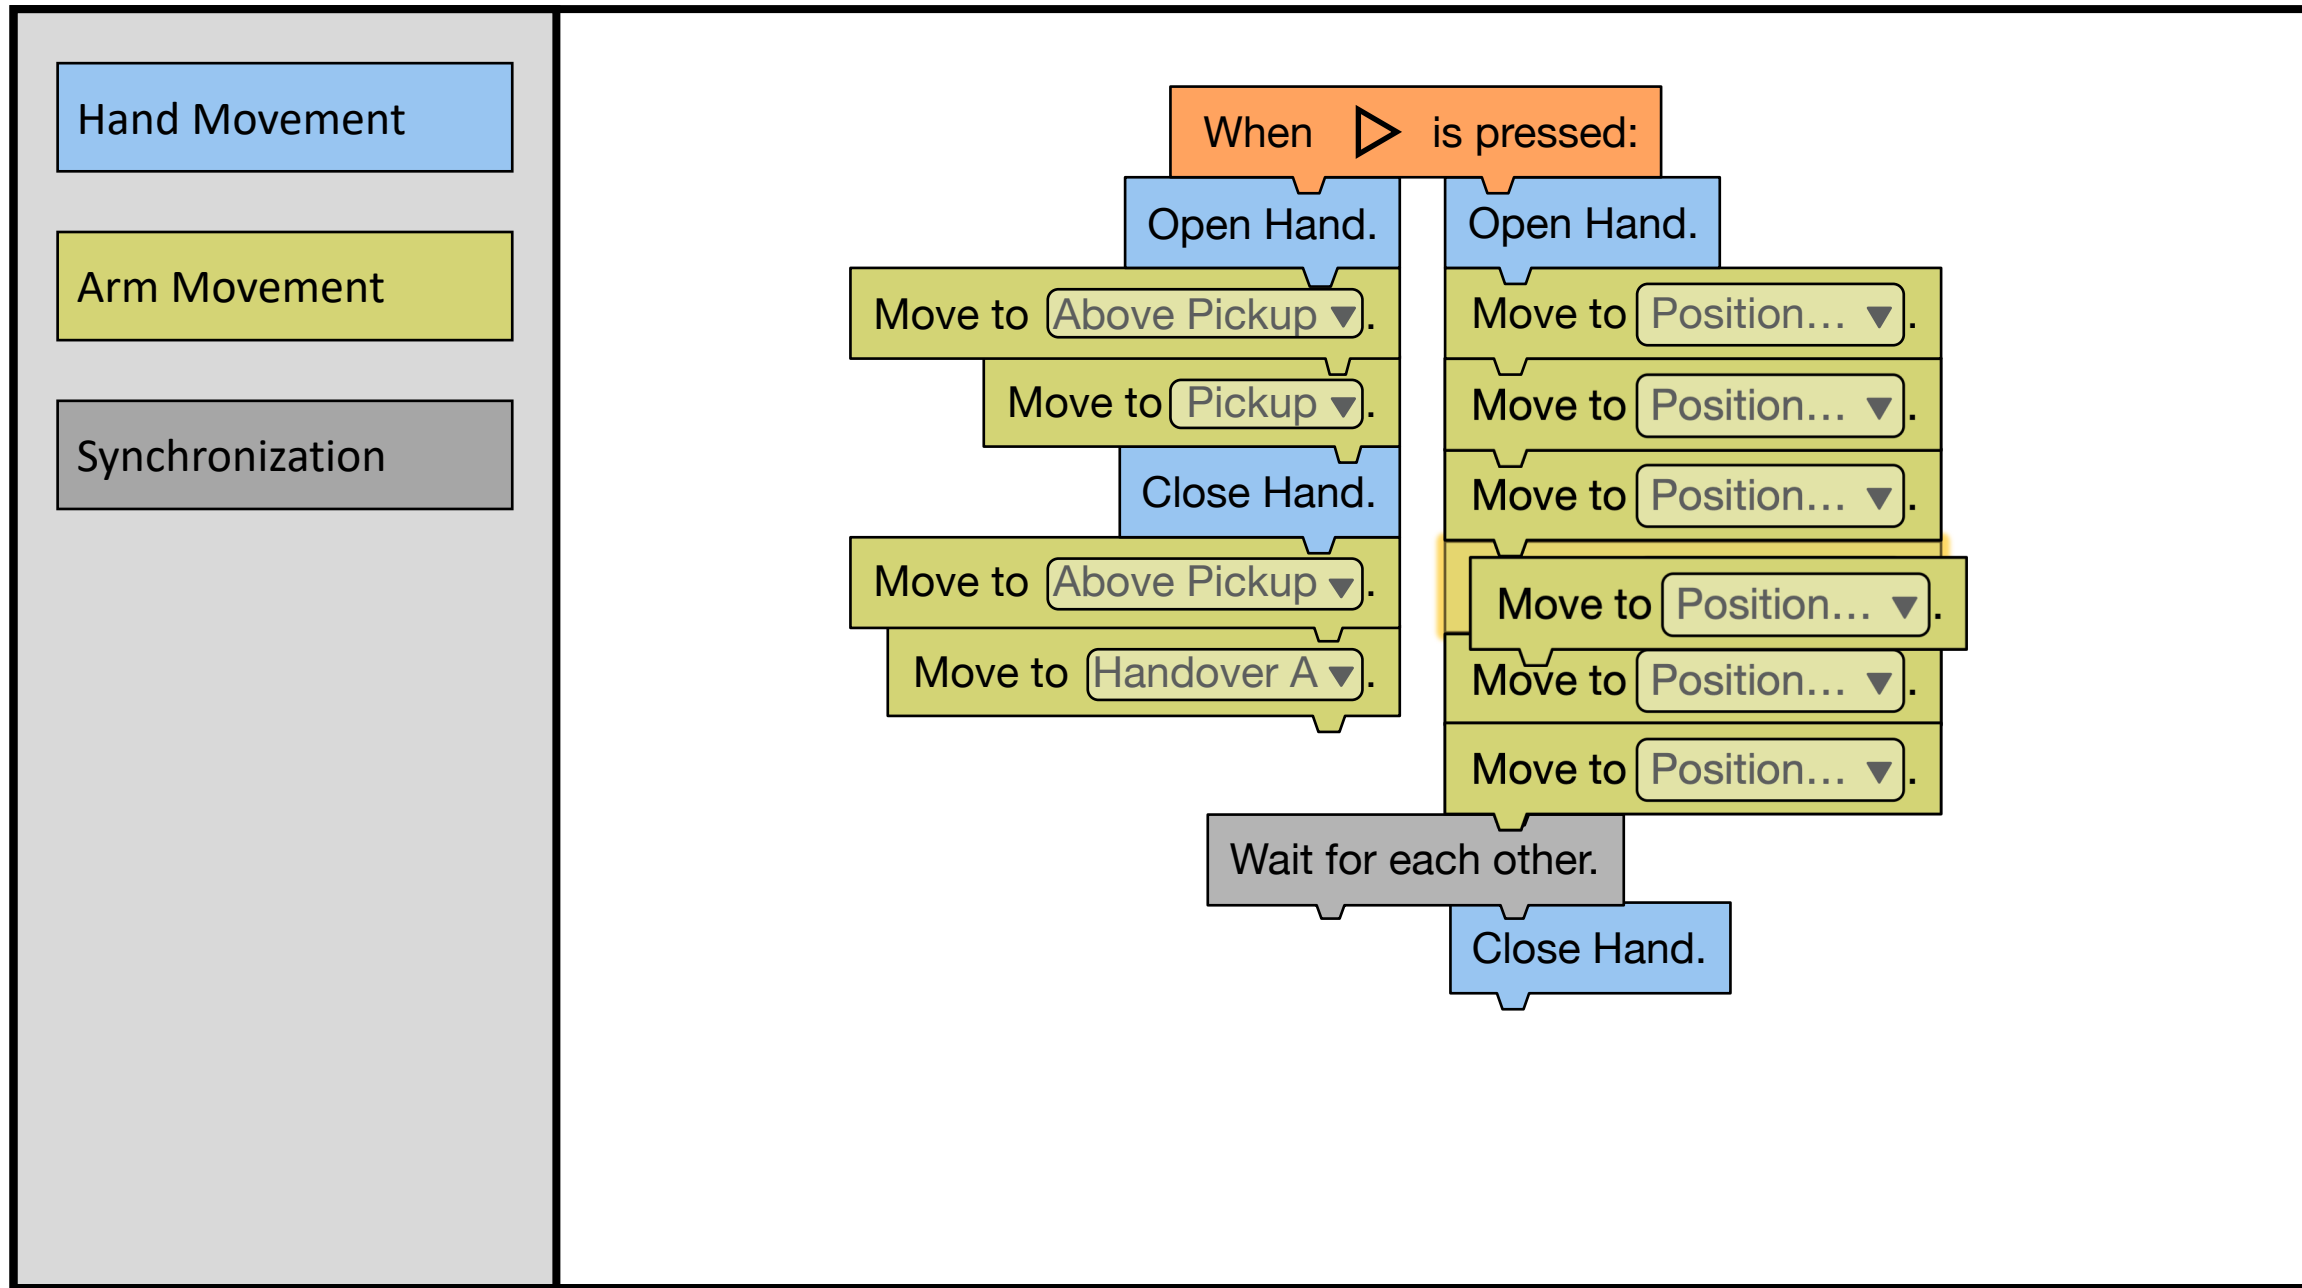 Hand Movement
Arm Movement
Synchronization
When is pressed:
Open Hand.
Move to Above Pickup.
Move to Pickup.
Close Hand.
Move to Above Pickup.
Move to Handover A.
Open Hand.
Move to Position... .
Move to Position... .
Move to Position... .
Move to Position... .
Move to Position... .
Move to Position... .
Wait for each other.
Close Hand.